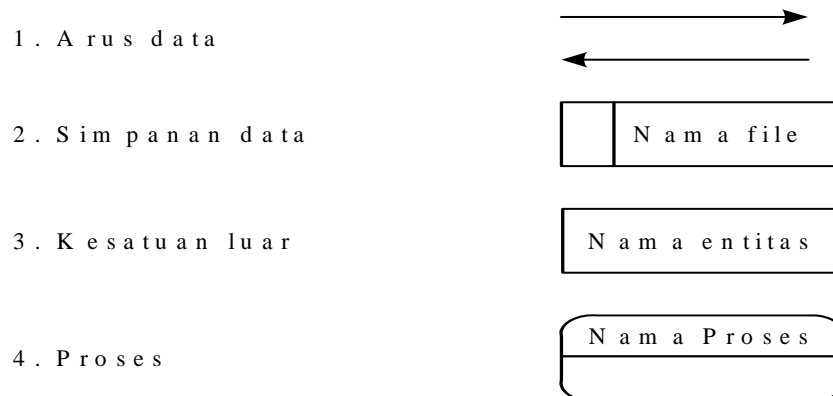 1. Arus data
2. Simpanan data
Nama file
3. Kesatuan luar
Nama entitas
Nama Proses
4. Proses